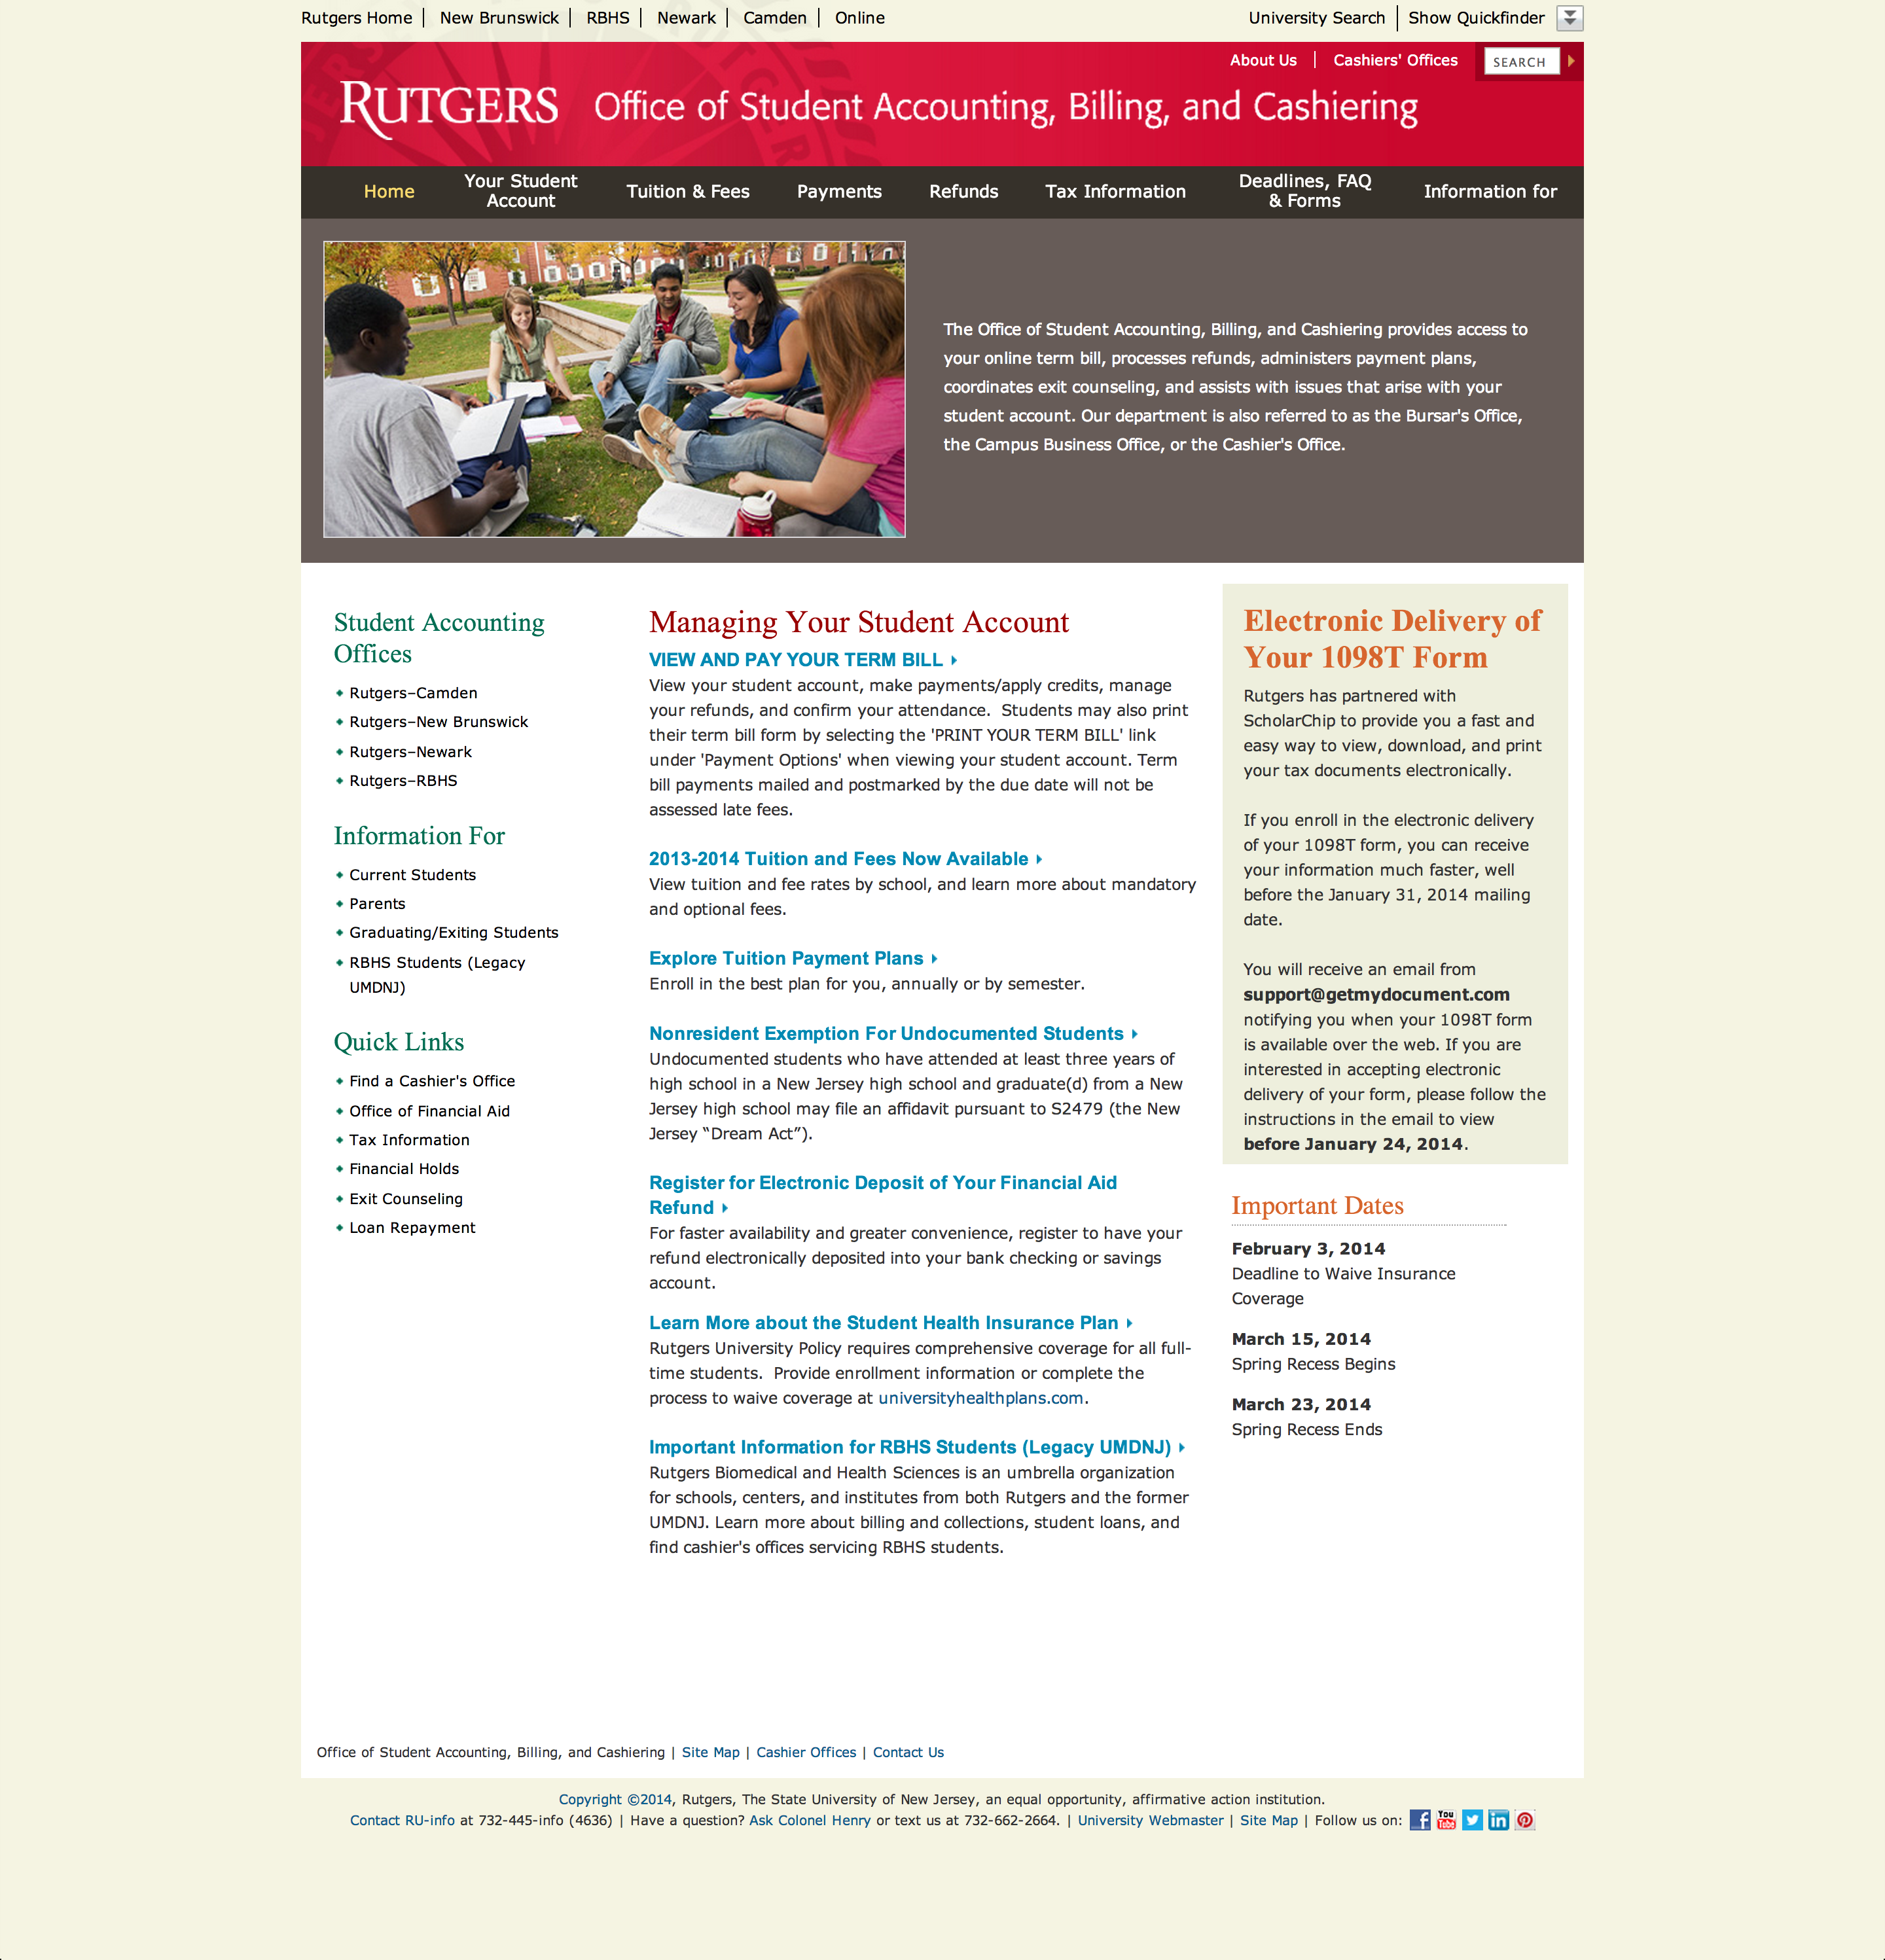 Rutgers Home | New Brunswick | RBHS | Newark | Camden | Online
University Search | Show Quickfinder
About Us | Cashiers' Offices
SEARCH
RUTGERS Office of Student Accounting, Billing, and Cashiering
Home
Your Student
Account
Tuition & Fees
Payments
Refunds
Tax Information
Deadlines, FAQ
& Forms
Information for
The Office of Student Accounting, Billing, and Cashiering provides access to
your online term bill, processes refunds, administers payment plans,
coordinates exit counseling, and assists with issues that arise with your
student account. Our department is also referred to as the Bursar's Office,
the Campus Business Office, or the Cashier's Office.
Student Accounting
Offices
Rutgers–Camden
Rutgers–New Brunswick
Rutgers–Newark
Rutgers–RBHS
Information For
Current Students
Parents
Graduating/Exiting Students
RBHS Students (Legacy
UMDNJ)
Quick Links
Find a Cashier's Office
Office of Financial Aid
Tax Information
Financial Holds
Exit Counseling
Loan Repayment
Managing Your Student Account
VIEW AND PAY YOUR TERM BILL
View your student account, make payments/apply credits, manage
your refunds, and confirm your attendance.  Students may also print
their term bill form by selecting the 'PRINT YOUR TERM BILL' link
under 'Payment Options' when viewing your student account. Term
bill payments mailed and postmarked by the due date will not be
assessed late fees.
2013-2014 Tuition and Fees Now Available
View tuition and fee rates by school, and learn more about mandatory
and optional fees.
Explore Tuition Payment Plans
Enroll in the best plan for you, annually or by semester.
Nonresident Exemption For Undocumented Students
Undocumented students who have attended at least three years of
high school in a New Jersey high school and graduate(d) from a New
Jersey high school may file an affidavit pursuant to S2479 (the New
Jersey “Dream Act”).
Register for Electronic Deposit of Your Financial Aid
Refund
For faster availability and greater convenience, register to have your
refund electronically deposited into your bank checking or savings
account.
Learn More about the Student Health Insurance Plan
Rutgers University Policy requires comprehensive coverage for all full-
time students.  Provide enrollment information or complete the
process to waive coverage at universityhealthplans.com.
Important Information for RBHS Students (Legacy UMDNJ)
Rutgers Biomedical and Health Sciences is an umbrella organization
for schools, centers, and institutes from both Rutgers and the former
UMDNJ. Learn more about billing and collections, student loans, and
find cashier's offices servicing RBHS students.
Electronic Delivery of
Your 1098T Form
Rutgers has partnered with
ScholarChip to provide you a fast and
easy way to view, download, and print
your tax documents electronically.
If you enroll in the electronic delivery
of your 1098T form, you can receive
your information much faster, well
before the January 31, 2014 mailing
date.
You will receive an email from
support@getmydocument.com
notifying you when your 1098T form
is available over the web. If you are
interested in accepting electronic
delivery of your form, please follow the
instructions in the email to view
before January 24, 2014.
Important Dates
February 3, 2014
Deadline to Waive Insurance
Coverage
March 15, 2014
Spring Recess Begins
March 23, 2014
Spring Recess Ends
Office of Student Accounting, Billing, and Cashiering | Site Map | Cashier Offices | Contact Us
Copyright ©2014, Rutgers, The State University of New Jersey, an equal opportunity, affirmative action institution.
Contact RU-info at 732-445-info (4636) | Have a question? Ask Colonel Henry or text us at 732-662-2664. | University Webmaster | Site Map | Follow us on: f You Tube in